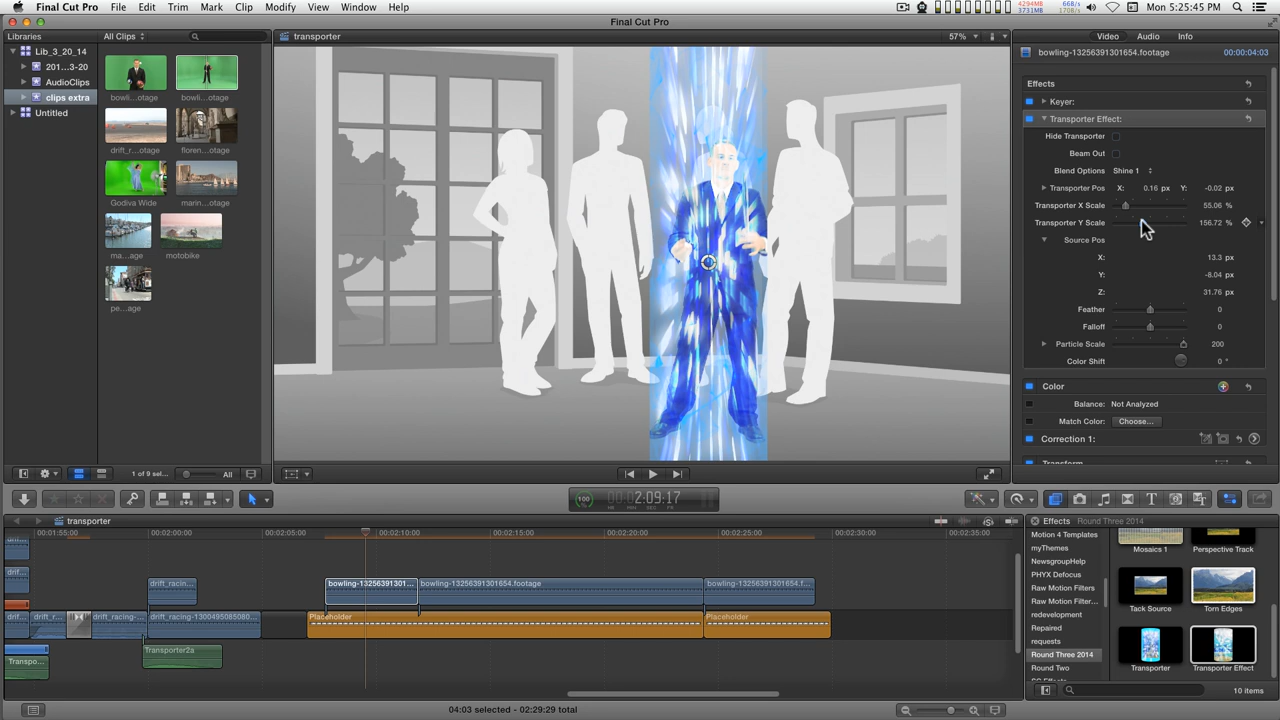 Final Cut Pro File Edit Trim Mark Clip Modify View Window Help
4294MB 66B/s
3731MB 170B/s
Mon 5:25:45 PM
Final Cut Pro
Libraries
All Clips
Lib_3_20_14
201...3-20
AudioClips
clips extra
Untitled
bowli...otage bowl...otage
drift_r...otage floren...otage
Godiva Wide marin...otage
ma...age motobike
pe...age
1 of 9 sel...
All
transporter
57%
2:09:17
100
Video Audio Info
bowling-13256391301654.footage 00:00:04:03
Effects
Keyer:
Transporter Effect:
Hide Transporter
Beam Out
Blend Options Shine 1
Transporter Pos X: 0.16 px Y: -0.02 px
Transporter X Scale 55.06 %
Transporter Y Scale 156.72 %
Source Pos
X: 13.3 px
Y: -8.04 px
Z: 31.76 px
Feather 0
Falloff 0
Particle Scale 200
Color Shift 0 °
Color
Balance: Not Analyzed
Match Color: Choose...
Correction 1:
Transform
transporter
00:01:55:00 00:02:00:00 00:02:05:00 00:02:10:00 00:02:15:00 00:02:20:00 00:02:25:00 00:02:30:00 00:02:35:00
drift_racin...
bowling-13256391301... bowling-13256391301654.footage bowling-13256391301654.f...
drif... drift_r... drift_racing-... drift_racing-1300495085080... Placeholder Placeholder
Transpo... Transporter2a
Effects Round Three 2014
Motion 4 Templates
myThemes
NewsgroupHelp
PHYX Defocus
Raw Motion Filters
Raw Motion Filter...
redevelopment
Repaired
requests
Round Three 2014
Round Two
Mosaics 1 Perspective Track
Tack Source Torn Edges
Transporter Transporter Effect
10 items
04:03 selected - 02:29:29 total